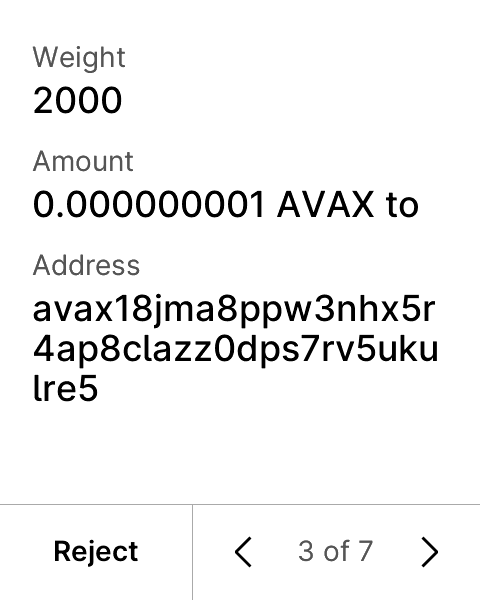 Weight
2000
Amount
0.000000001 AVAX to
Address
avax18jma8ppw3nhx5r
4ap8clazz0dps7rv5uku
lre5
Reject
3 of 7